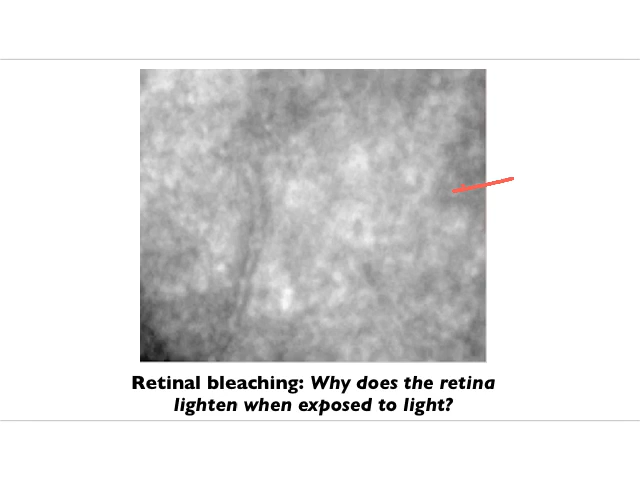 Retinal bleaching: Why does the retina
lighten when exposed to light?